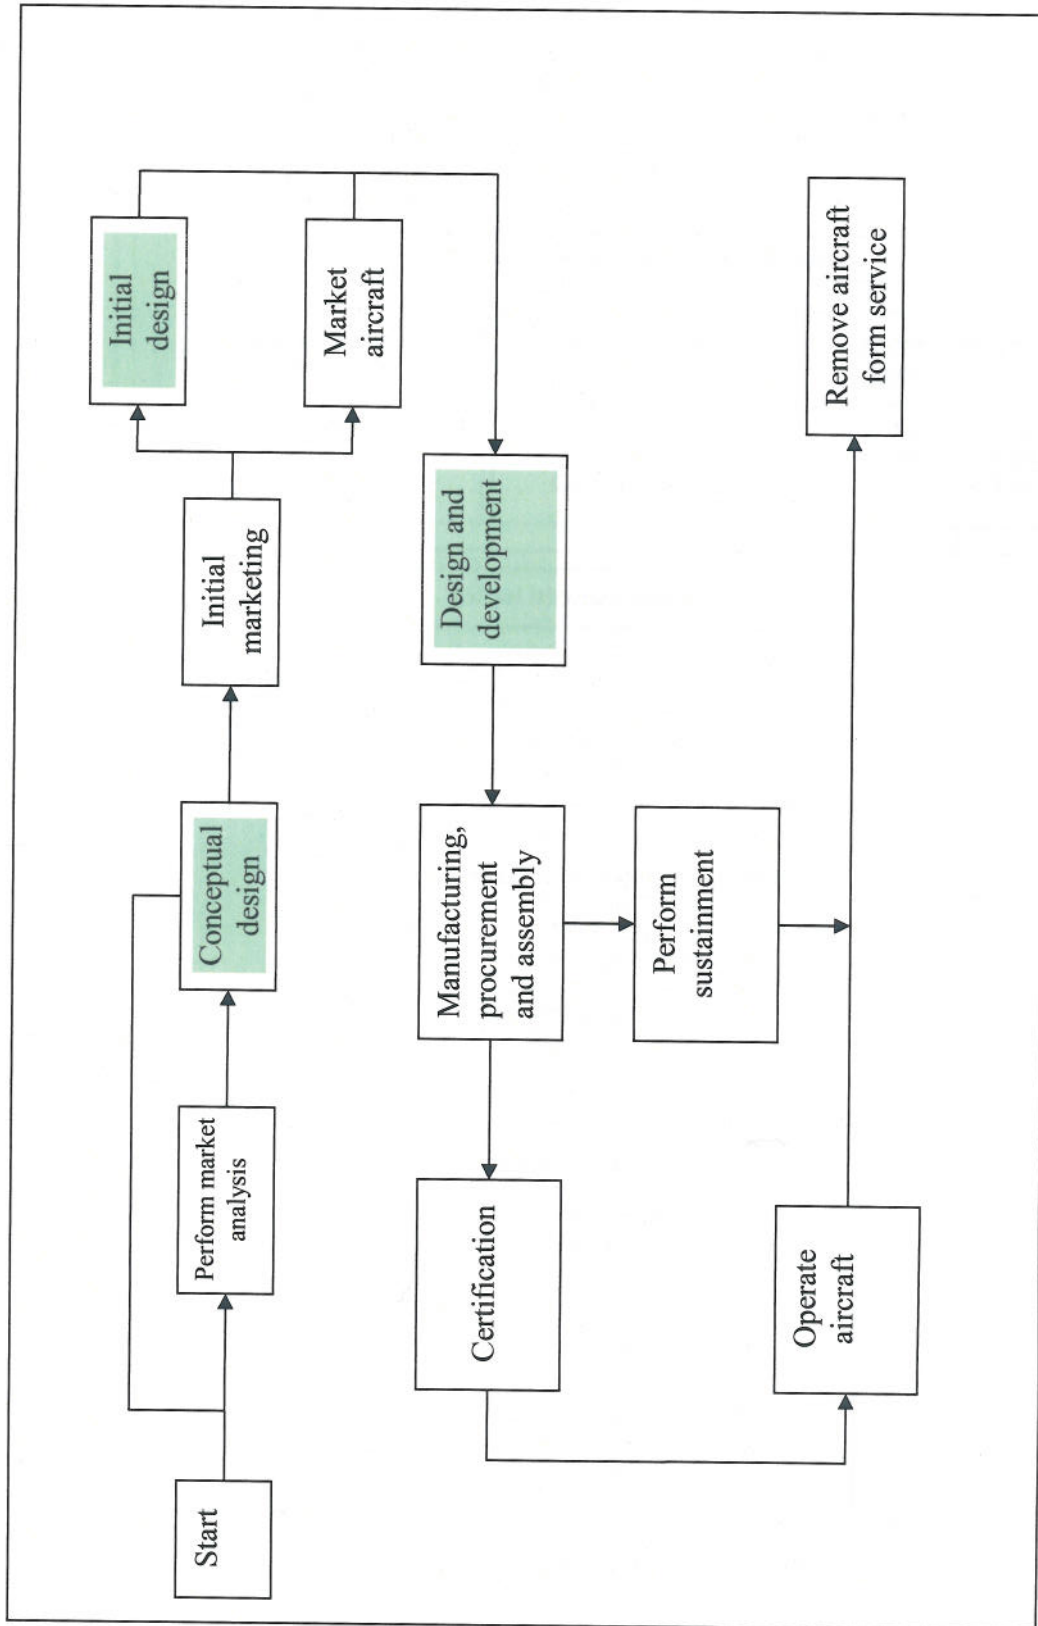 Start
Perform market
analysis
Conceptual
design
Initial
marketing
Initial
design
Market
aircraft
Design and
development
Manufacturing,
procurement
and assembly
Certification
Perform
sustainment
Operate
aircraft
Remove aircraft
form service